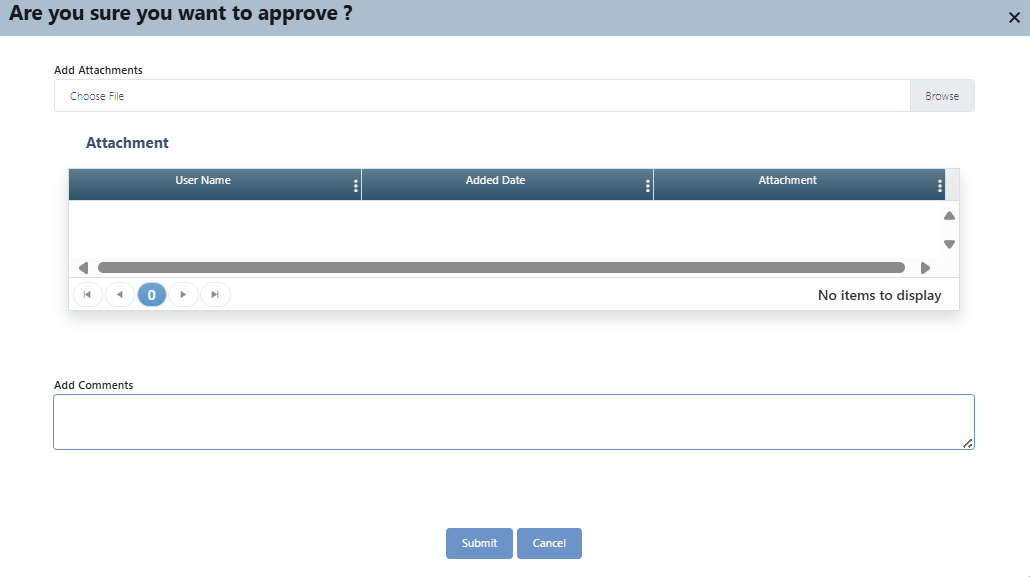 Are you sure you want to approve ?
Add Attachments
Choose File
Browse
Attachment
User Name
Added Date
Attachment
0
No items to display
Add Comments
Submit
Cancel